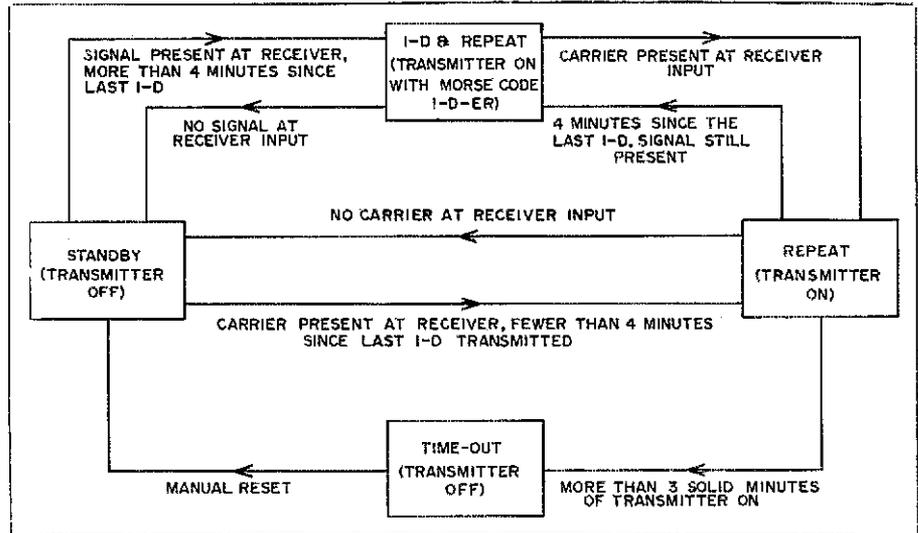 SIGNAL PRESENT AT RECEIVER,
MORE THAN 4 MINUTES SINCE
LAST I-D
I-D & REPEAT
(TRANSMITTER ON
WITH MORSE CODE
I-D-ER)
CARRIER PRESENT AT RECEIVER
INPUT
NO SIGNAL AT
RECEIVER INPUT
4 MINUTES SINCE THE
LAST I-D. SIGNAL STILL
PRESENT
NO CARRIER AT RECEIVER INPUT
STANDBY
(TRANSMITTER
OFF)
REPEAT
(TRANSMITTER
ON)
CARRIER PRESENT AT RECEIVER, FEWER THAN 4 MINUTES
SINCE LAST I-D TRANSMITTED
TIME-OUT
(TRANSMITTER
OFF)
MANUAL RESET
MORE THAN 3 SOLID MINUTES
OF TRANSMITTER ON